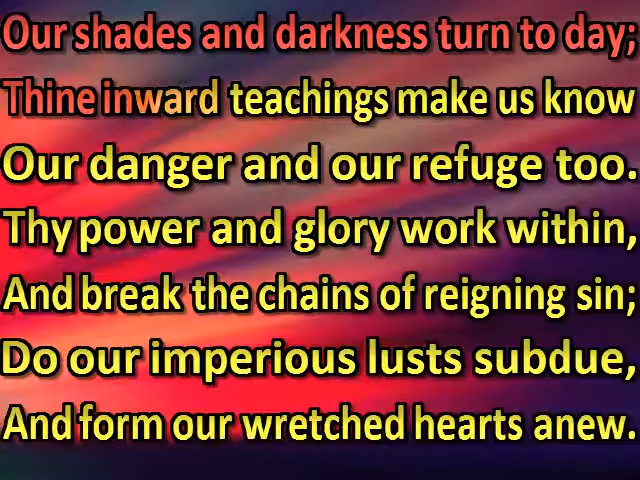 Our shades and darkness turn to day;
Thine inward teachings make us know
Our danger and our refuge too.
Thy power and glory work within,
And break the chains of reigning sin;
Do our imperious lusts subdue,
And form our wretched hearts anew.